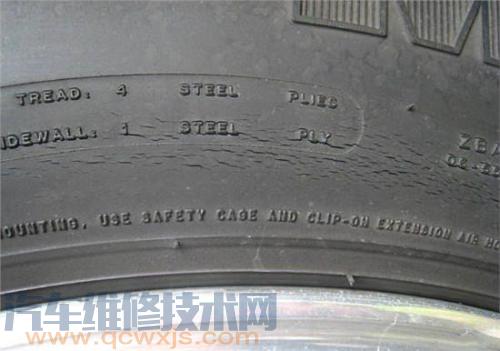 TREAD: 4 STEEL PLIES
SIDEWALL: 1 STEEL PLY
MOUNTING, USE SAFETY CAGE AND CLIP-ON EXTENSION AIR
汽车维修技术网
www.qcwxjs.com